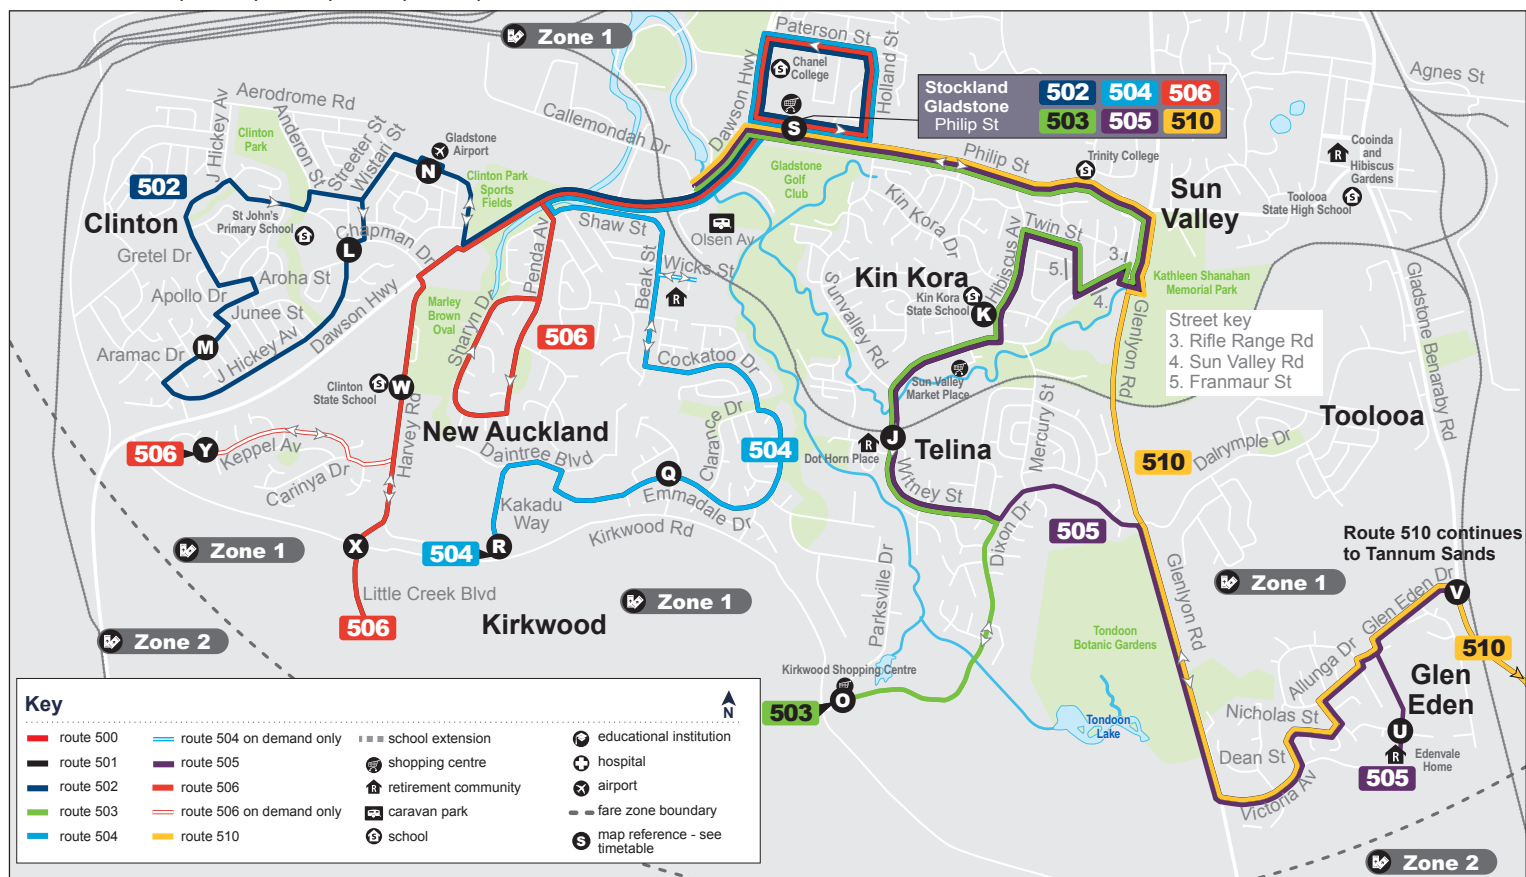 Zone 1
Paterson St
Chanel
College
Dawson Hwy
Holland St
S
Stockland
Gladstone
Philip St
502
504
506
503
505
510
Agnes St
Aerodrome Rd
J Hickey Av
Anderson St
Streeter St
Wistari St
Clinton
Park
Gladstone
Airport
N
Callemondah Dr
Clinton Park
Sports
Fields
Gladstone
Golf
Club
Philip St
Trinity College
Cooinda
and
Hibiscus
Gardens
R
Toolooa
State High School
Sun
Valley
502
Clinton
St John's
Primary School
L
Chapman Dr
Gretel Dr
Aroha St
Apollo Dr
Junee St
Aramac Dr
M
J Hickey Av
Dawson Hwy
Penda Av
Shaw St
Olsen Av
Beak St
Wicks St
R
Kin Kora Dr
Hibiscus Av
Twin St
3.
5.
4.
Kin Kora
Kin Kora
State School
K
Kathleen Shanahan
Memorial Park
Sunvalley Rd
Glenlyon Rd
Street key
3. Rifle Range Rd
4. Sun Valley Rd
5. Franmaur St
Gladstone Benaraby Rd
Marley
Brown
Oval
Sharyn Dr
506
Cockatoo Dr
Sun Valley
Market Place
Clinton
State School
W
Harvey Rd
New Auckland
Clarance Dr
504
Mercury St
Toolooa
Dalrymple Dr
510
506
Y
Keppel Av
Carinya Dr
Daintree Blvd
Q
Emmadale Dr
Kakadu
Way
Kirkwood Rd
R
Dot Horn Place
J
Telina
Witney St
Dixon Dr
505
X
504
R
Zone 1
Little Creek Blvd
506
Kirkwood
Zone 1
Zone 2
Parksville Dr
Tondoon
Botanic Gardens
Glenlyon Rd
Zone 1
Route 510 continues
to Tannum Sands
Glen Eden Dr
V
510
Allunga Dr
Glen
Eden
Nicholas St
U
Dean St
R
Edenvale
Home
505
Victoria Av
Kirkwood Shopping Centre
503
O
Tondoon
Lake
Zone 2
Key
N
route 500
route 501
route 502
route 503
route 504
route 504 on demand only
route 505
route 506
route 506 on demand only
route 510
school extension
shopping centre
retirement community
caravan park
school
educational institution
hospital
airport
fare zone boundary
S
map reference - see
timetable